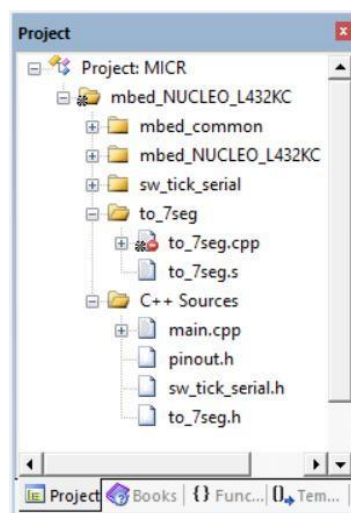 Project
Project: MICR
mbed_NUCLEO_L432KC
mbed_common
mbed_NUCLEO_L432KC
sw_tick_serial
to_7seg
to_7seg.cpp
to_7seg.s
C++ Sources
main.cpp
pinout.h
sw_tick_serial.h
to_7seg.h
Project Books {} Func... 0 Tem...